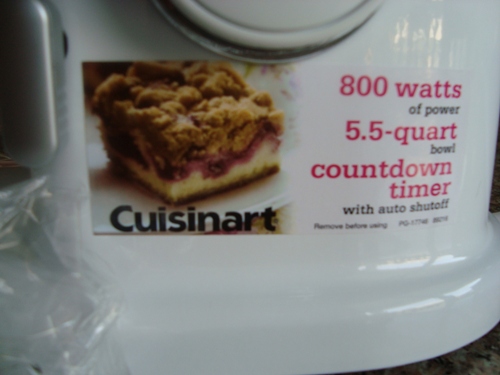 800 watts
of power
5.5-quart
bowl
countdown
timer
with auto shutoff
Cuisinart
Remove before using